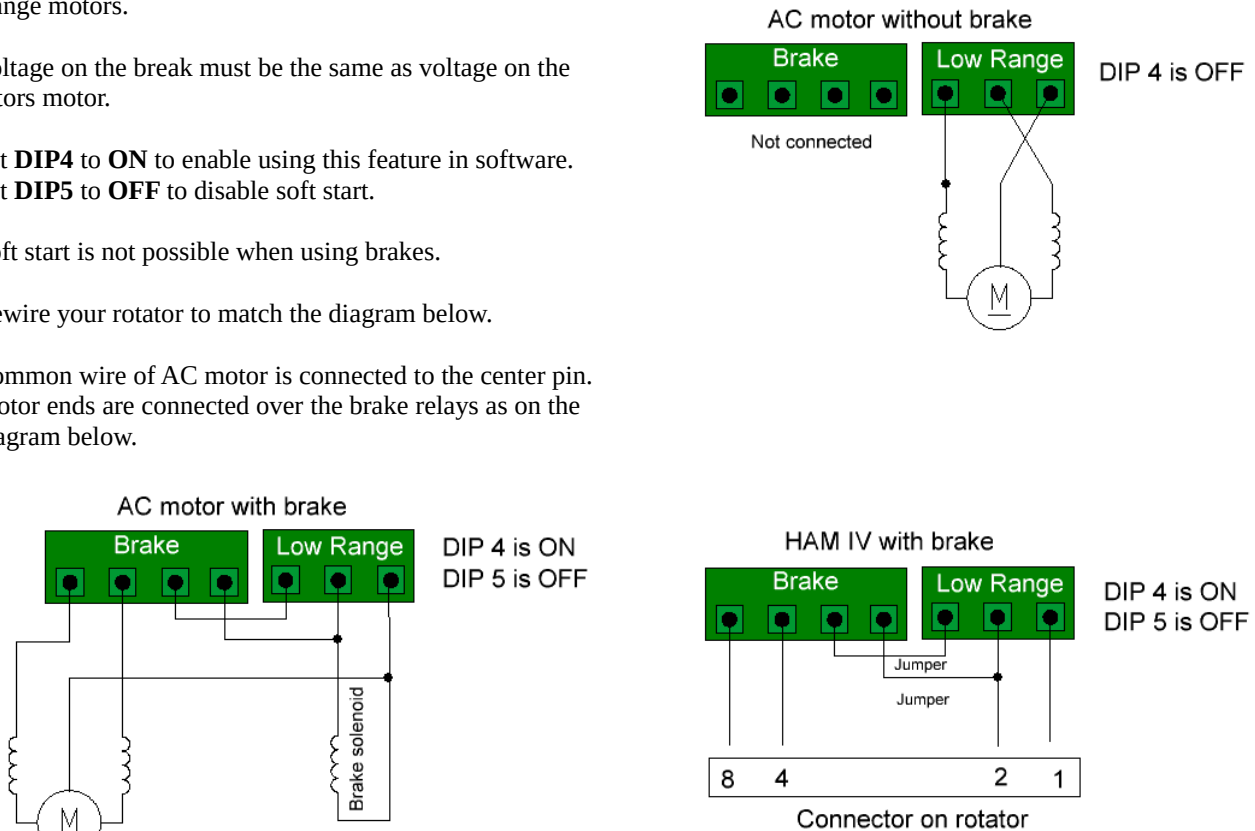 ange motors.
oltage on the break must be the same as voltage on the
tors motor.
t DIP4 to ON to enable using this feature in software.
t DIP5 to OFF to disable soft start.
oft start is not possible when using brakes.
ewire your rotator to match the diagram below.
ommon wire of AC motor is connected to the center pin.
otor ends are connected over the brake relays as on the
agram below.
AC motor without brake
Brake
Low Range
DIP 4 is OFF
Not connected
M
AC motor with brake
Brake
Low Range
DIP 4 is ON
DIP 5 is OFF
Brake solenoid
M
HAM IV with brake
Brake
Low Range
DIP 4 is ON
DIP 5 is OFF
Jumper
Jumper
8 4 2 1
Connector on rotator